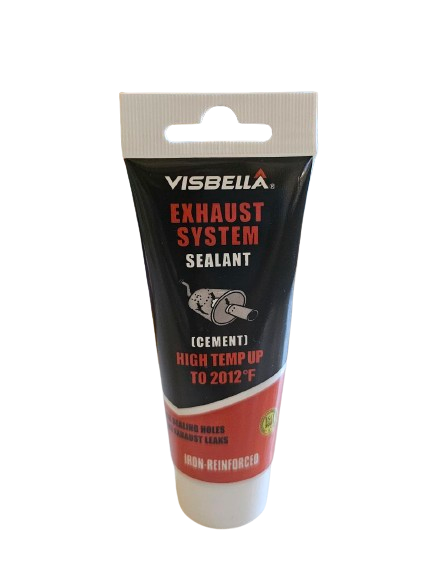 VISBELLA®
EXHAUST
SYSTEM
SEALANT
(CEMENT)
HIGH TEMP UP
TO 2012°F
SEALING HOLES
EXHAUST LEAKS
IRON-REINFORCED